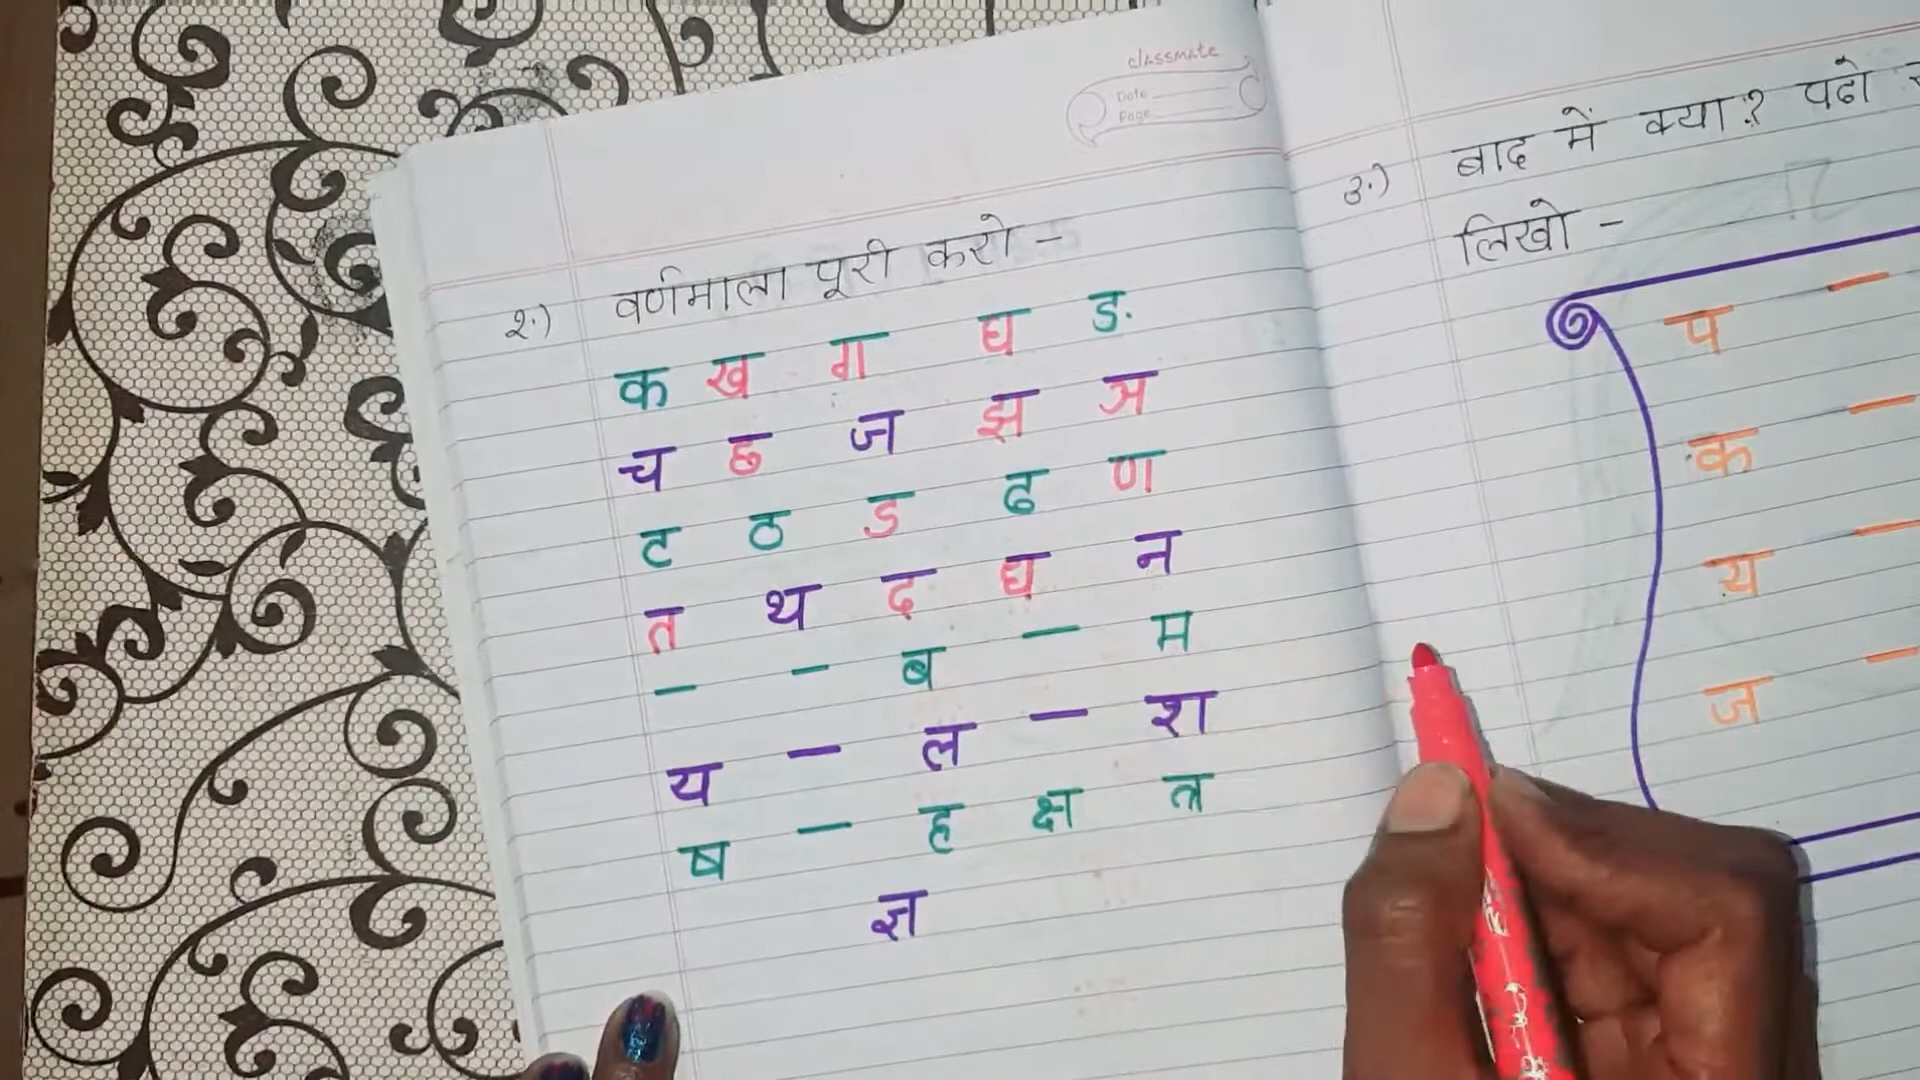 classmate
Date
Page
२.) वर्णमाला पूरी करो -
क ख ग घ ङ
च छ ज झ ञ
ट ठ ड ढ ण
त थ द घ न
– – ब – म
य – ल – श
ष – ह क्ष त्र
ज्ञ
३.) बाद में क्या? पढो
लिखो -
प –
क –
य –
ज –